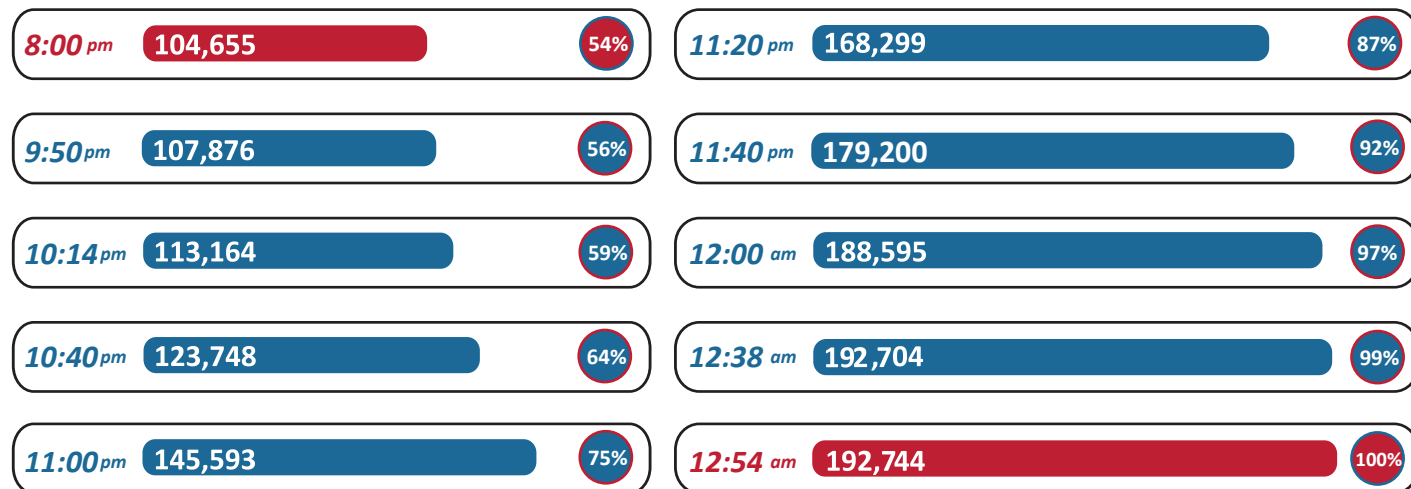 8:00 pm 104,655 54%
9:50 pm 107,876 56%
10:14 pm 113,164 59%
10:40 pm 123,748 64%
11:00 pm 145,593 75%
11:20 pm 168,299 87%
11:40 pm 179,200 92%
12:00 am 188,595 97%
12:38 am 192,704 99%
12:54 am 192,744 100%